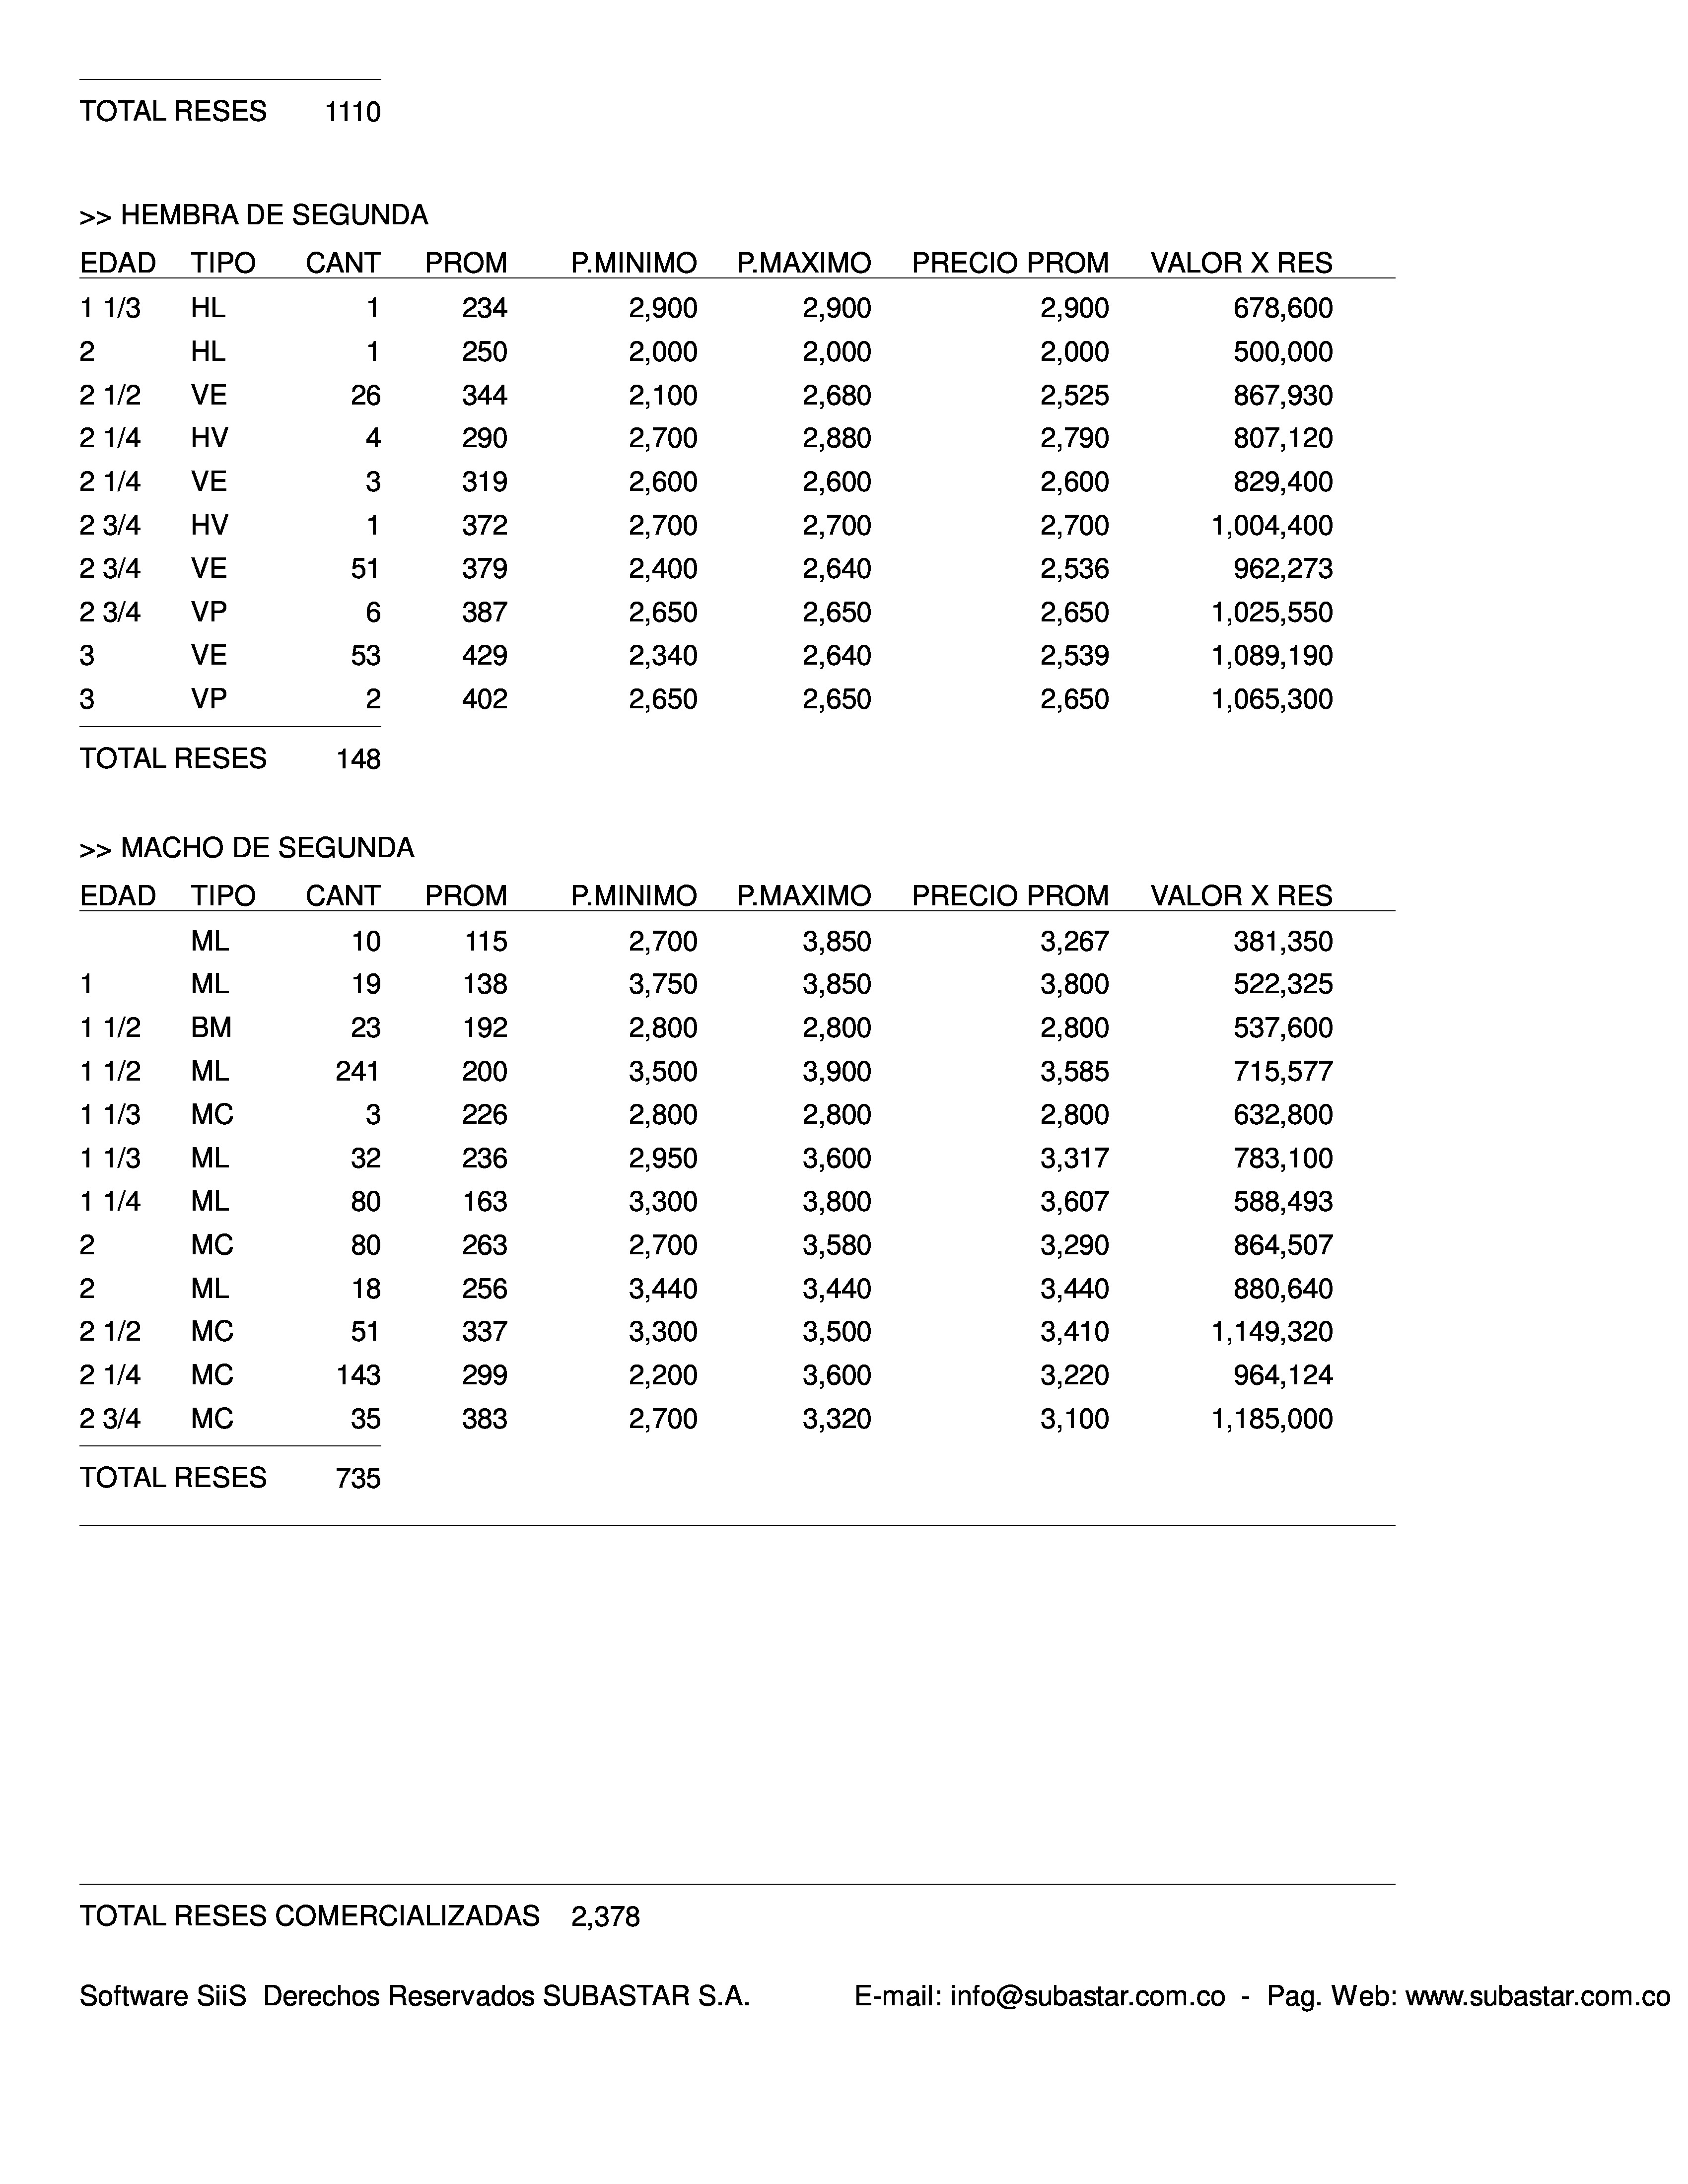 TOTAL RESES 1110
>> HEMBRA DE SEGUNDA
EDAD TIPO CANT PROM P.MINIMO P.MAXIMO PRECIO PROM VALOR X RES
1 1/3 HL 1 234 2,900 2,900 2,900 678,600
2 HL 1 250 2,000 2,000 2,000 500,000
2 1/2 VE 26 344 2,100 2,680 2,525 867,930
2 1/4 HV 4 290 2,700 2,880 2,790 807,120
2 1/4 VE 3 319 2,600 2,600 2,600 829,400
2 3/4 HV 1 372 2,700 2,700 2,700 1,004,400
2 3/4 VE 51 379 2,400 2,640 2,536 962,273
2 3/4 VP 6 387 2,650 2,650 2,650 1,025,550
3 VE 53 429 2,340 2,640 2,539 1,089,190
3 VP 2 402 2,650 2,650 2,650 1,065,300
TOTAL RESES 148
>> MACHO DE SEGUNDA
EDAD TIPO CANT PROM P.MINIMO P.MAXIMO PRECIO PROM VALOR X RES
ML 10 115 2,700 3,850 3,267 381,350
1 ML 19 138 3,750 3,850 3,800 522,325
1 1/2 BM 23 192 2,800 2,800 2,800 537,600
1 1/2 ML 241 200 3,500 3,900 3,585 715,577
1 1/3 MC 3 226 2,800 2,800 2,800 632,800
1 1/3 ML 32 236 2,950 3,600 3,317 783,100
1 1/4 ML 80 163 3,300 3,800 3,607 588,493
2 MC 80 263 2,700 3,580 3,290 864,507
2 ML 18 256 3,440 3,440 3,440 880,640
2 1/2 MC 51 337 3,300 3,500 3,410 1,149,320
2 1/4 MC 143 299 2,200 3,600 3,220 964,124
2 3/4 MC 35 383 2,700 3,320 3,100 1,185,000
TOTAL RESES 735
TOTAL RESES COMERCIALIZADAS 2,378
Software SiiS Derechos Reservados SUBASTAR S.A. E-mail: info@subastar.com.co - Pag. Web: www.subastar.com.co